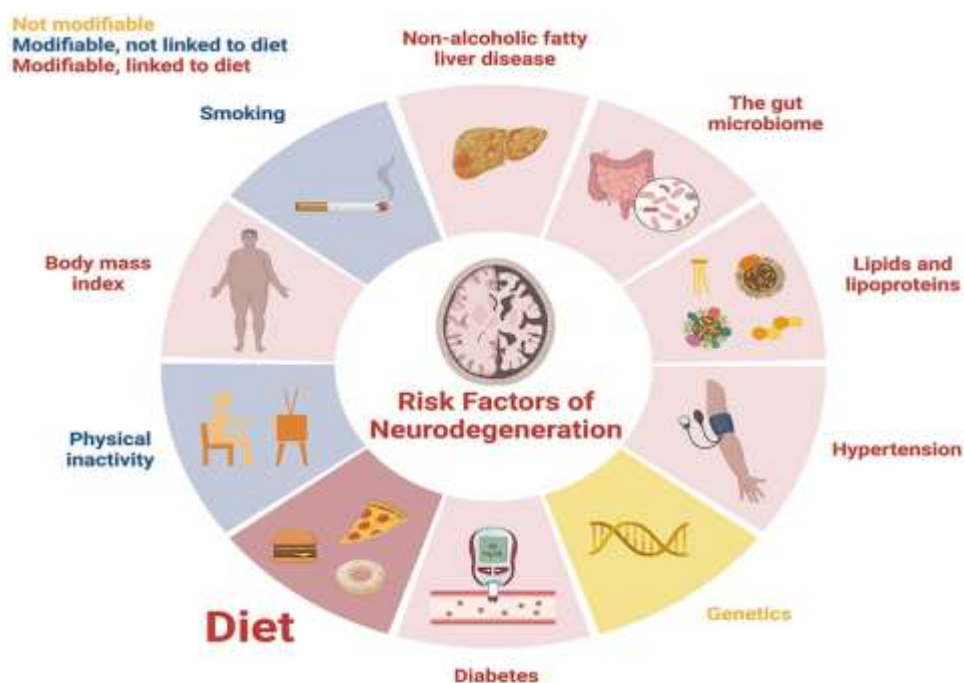 Not modifiable
Modifiable, not linked to diet
Modifiable, linked to diet
Non-alcoholic fatty
liver disease
The gut
microbiome
Lipids and
lipoproteins
Hypertension
Genetics
Diabetes
Diet
Physical
inactivity
Body mass
index
Smoking
Risk Factors of
Neurodegeneration